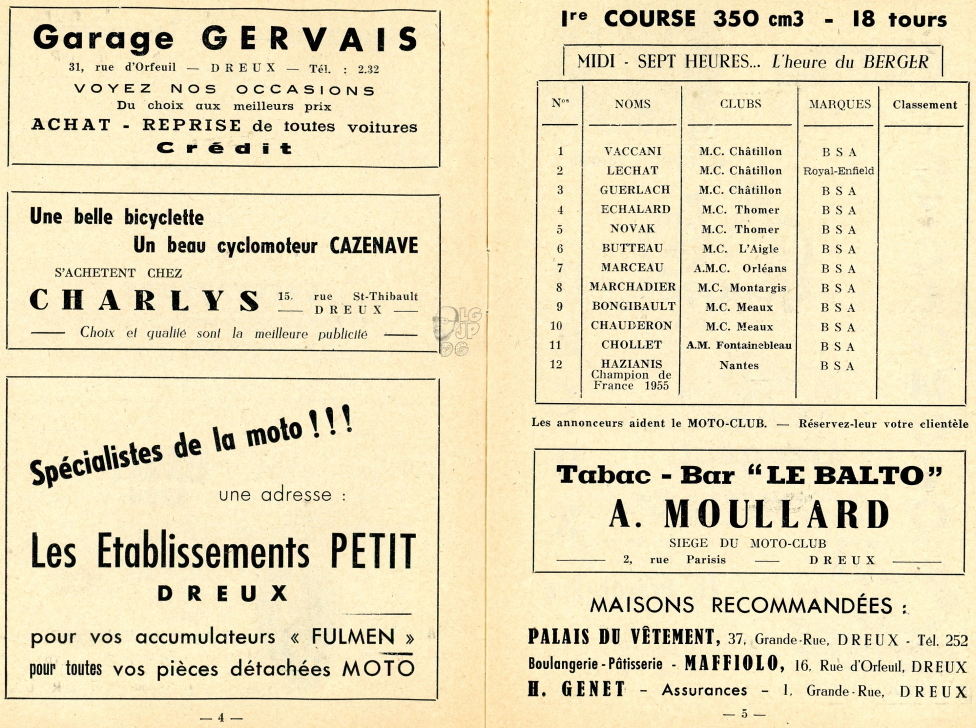 Garage GERVAIS
31, rue d'Orfeuil — DREUX — Tél. : 2.32
VOYEZ NOS OCCASIONS
Du choix aux meilleurs prix
ACHAT - REPRISE de toutes voitures
Crédit
Une belle bicyclette
Un beau cyclomoteur CAZENAVE
S'ACHETENT CHEZ
CHARLYS 15. rue St-Thibault
— DREUX —
— Choix et qualité sont la meilleure publicité —
Spécialistes de la moto !!!
une adresse :
Les Etablissements PETIT
DREUX
pour vos accumulateurs « FULMEN »
pour toutes vos pièces détachées MOTO
— 4 —
1re COURSE 350 cm3 - 18 tours
MIDI - SEPT HEURES... L'heure du BERGER
Nos NOMS CLUBS MARQUES Classement
1 VACCANI M.C. Châtillon B S A
2 LECHAT M.C. Châtillon Royal-Enfield
3 GUERLACH M.C. Châtillon B S A
4 ECHALARD M.C. Thomer B S A
5 NOVAK M.C. Thomer B S A
6 BUTTEAU M.C. L'Aigle B S A
7 MARCEAU A.M.C. Orléans B S A
8 MARCHADIER M.C. Montargis B S A
9 BONGIBAULT M.C. Meaux B S A
10 CHAUDERON M.C. Meaux B S A
11 CHOLLET A.M. Fontainebleau B S A
12 HAZIANIS Nantes B S A
Champion de
France 1955
Les annonceurs aident le MOTO-CLUB. — Réservez-leur votre clientèle
Tabac - Bar “LE BALTO”
A. MOULLARD
SIEGE DU MOTO-CLUB
— 2, rue Parisis — DREUX —
MAISONS RECOMMANDÉES :
PALAIS DU VÊTEMENT, 37, Grande-Rue, DREUX - Tél. 252
Boulangerie-Pâtisserie - MAFFIOLO, 16, Rue d'Orfeuil, DREUX
H. GENET - Assurances - 1, Grande-Rue, DREUX
— 5 —